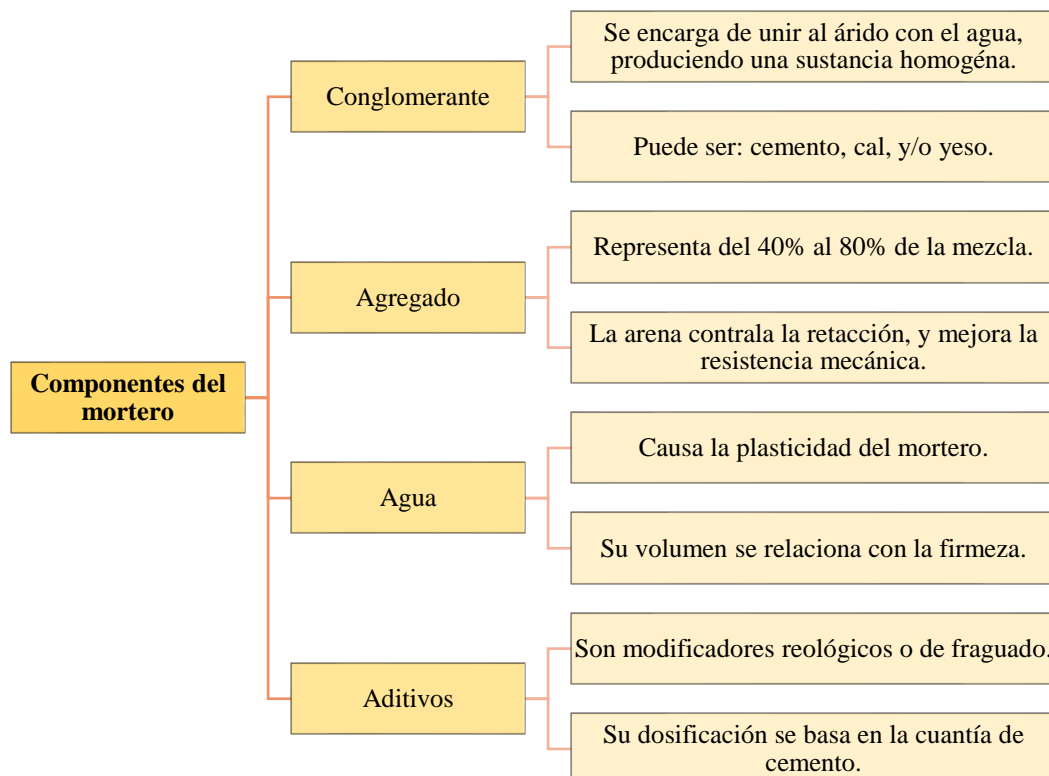 Componentes del
mortero
Conglomerante
Se encarga de unir al árido con el agua,
produciendo una sustancia homogéna.
Puede ser: cemento, cal, y/o yeso.
Agregado
Representa del 40% al 80% de la mezcla.
La arena contrala la retacción, y mejora la
resistencia mecánica.
Agua
Causa la plasticidad del mortero.
Su volumen se relaciona con la firmeza.
Aditivos
Son modificadores reológicos o de fraguado.
Su dosificación se basa en la cuantía de
cemento.